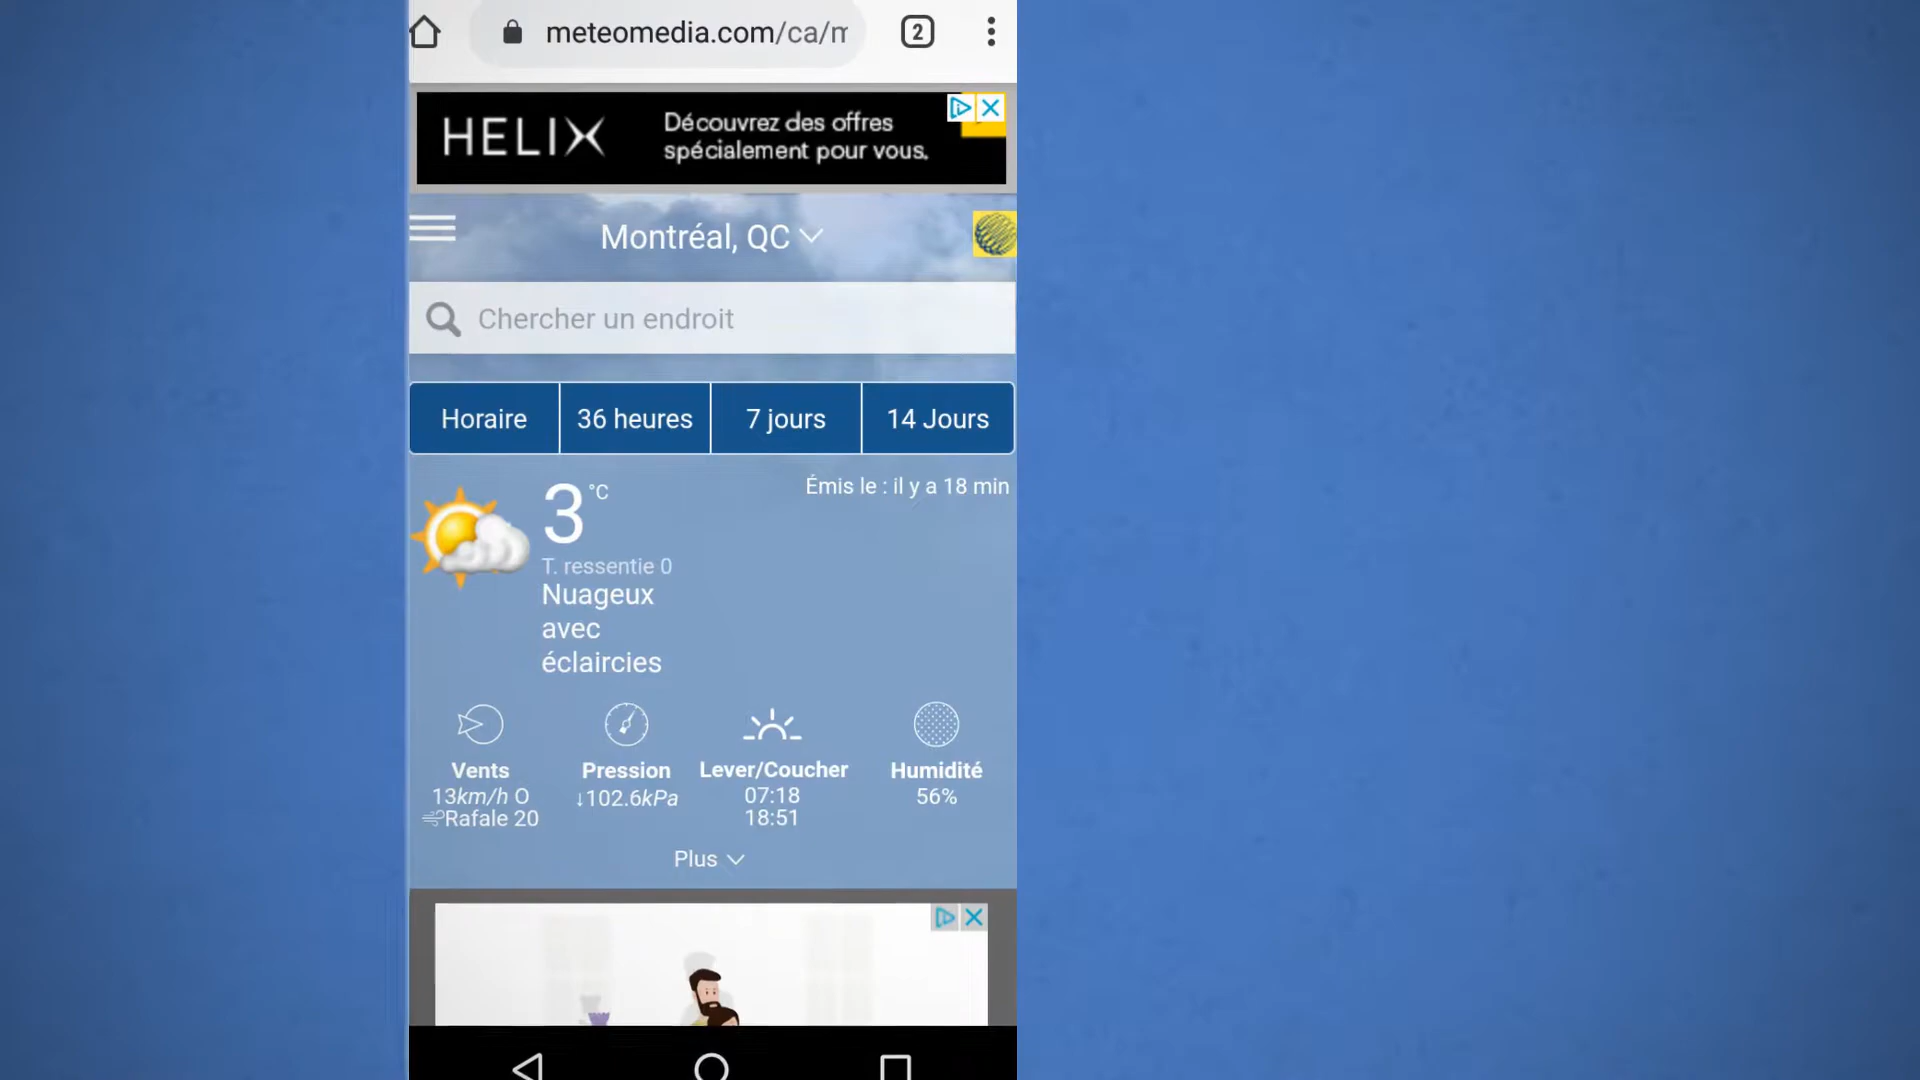 meteomedia.com/ca/m
2
HELIX
Découvrez des offres
spécialement pour vous.
Montréal, QC
Chercher un endroit
Horaire
36 heures
7 jours
14 Jours
3 °C
Émis le : il y a 18 min
T. ressentie 0
Nuageux
avec
éclaircies
Vents
13km/h O
Rafale 20
Pression
↓102.6kPa
Lever/Coucher
07:18
18:51
Humidité
56%
Plus